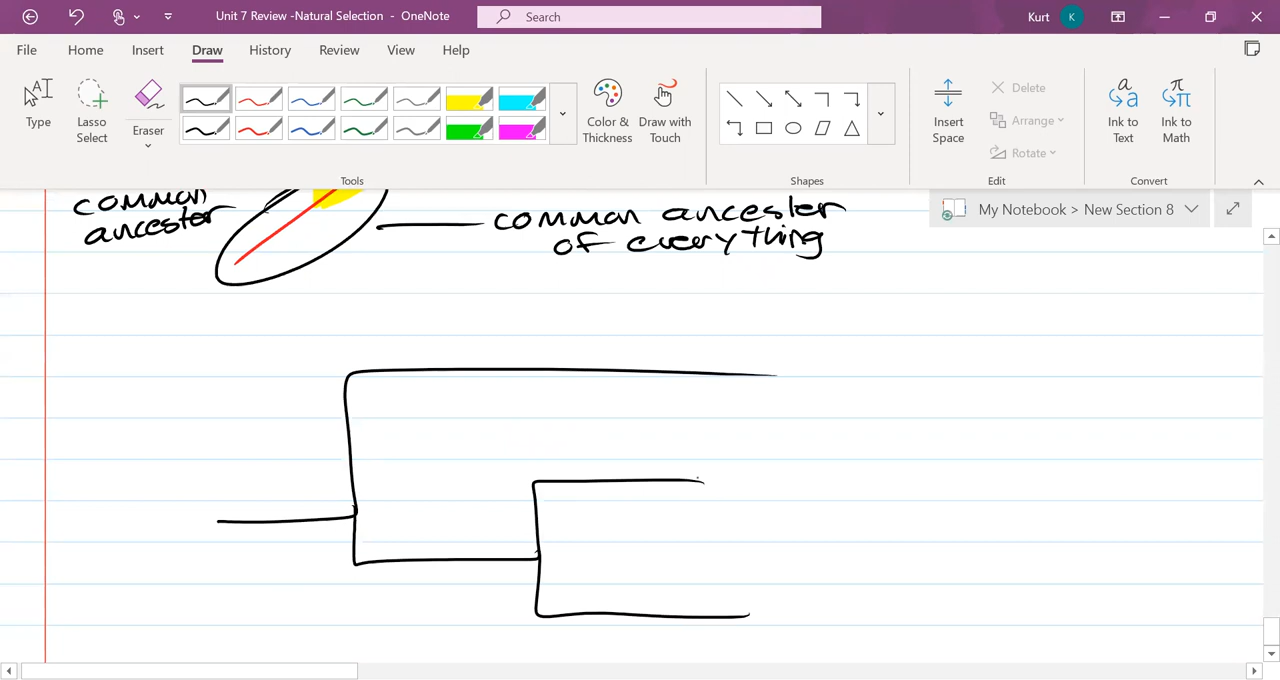 Unit 7 Review -Natural Selection - OneNote
Search
Kurt
K
File
Home
Insert
Draw
History
Review
View
Help
Type
Lasso
Select
Eraser
Color &
Thickness
Draw with
Touch
Insert
Space
Delete
Arrange
Rotate
Ink to
Text
Ink to
Math
Tools
Shapes
Edit
Convert
My Notebook > New Section 8
common
ancestor
common ancester
of everything